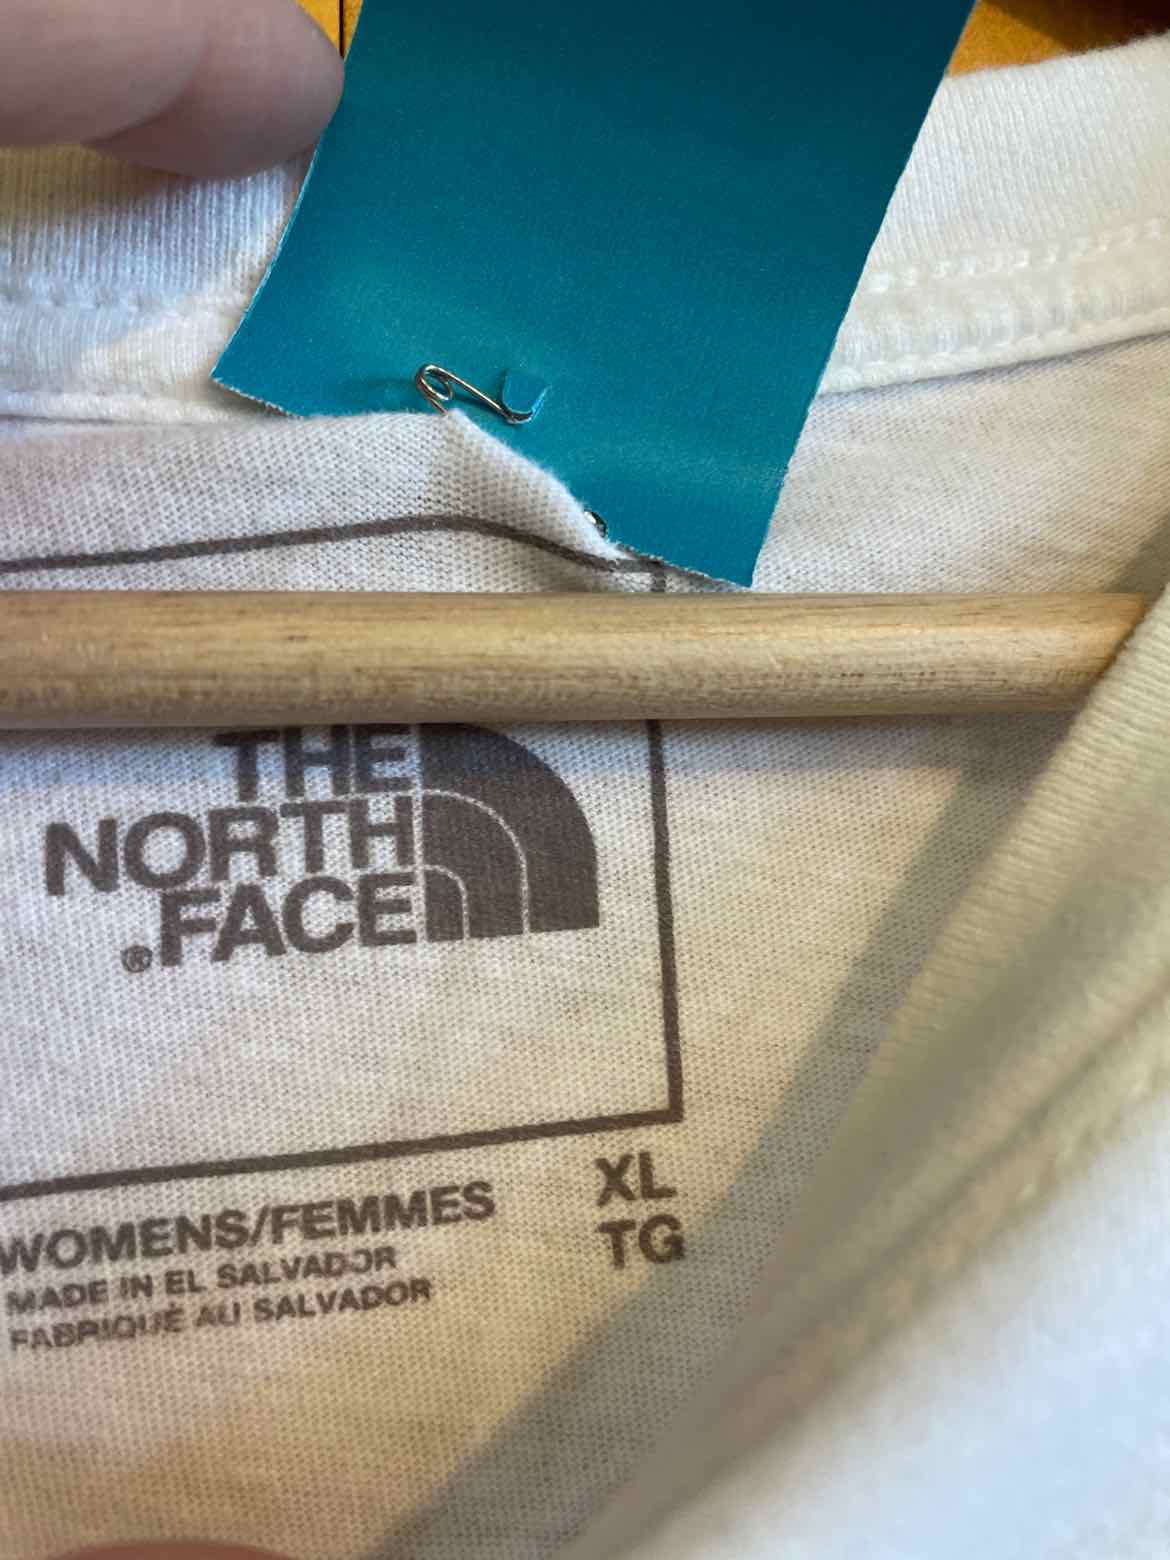 THE
NORTH
FACE
®
WOMENS/FEMMES
MADE IN EL SALVADOR
FABRIQUÉ AU SALVADOR
XL
TG